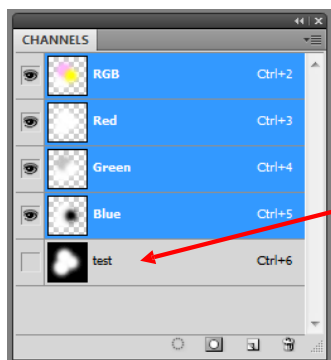 CHANNELS
RGB Ctrl+2
Red Ctrl+3
Green Ctrl+4
Blue Ctrl+5
test Ctrl+6